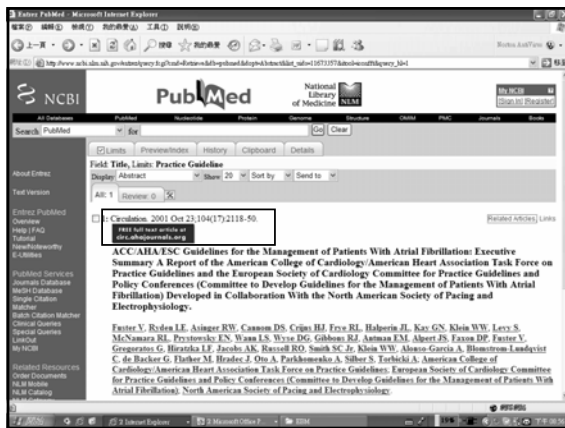 Entrez PubMed - Microsoft Internet Explorer
NCBI
PubMed
National
Library
of Medicine NLM
My NCBI
[Sign In] [Register]
All Databases PubMed Nucleotide Protein Genome Structure OMIM PMC Journals Books
Search PubMed for Go Clear
Limits Preview/Index History Clipboard Details
Field: Title, Limits: Practice Guideline
About Entrez
Display Abstract Show 20 Sort by Send to
All: 1 Review: 0
Text Version
1: Circulation. 2001 Oct 23;104(17):2118-50.
Related Articles, Links
FREE full text article at
circ.ahajournals.org
Entrez PubMed
Overview
Help | FAQ
Tutorial
New/Noteworthy
E-Utilities
PubMed Services
Journals Database
MeSH Database
Single Citation
Matcher
Batch Citation Matcher
Clinical Queries
Special Queries
LinkOut
My NCBI
Related Resources
Order Documents
NLM Mobile
NLM Catalog
ACC/AHA/ESC Guidelines for the Management of Patients With Atrial Fibrillation: Executive
Summary A Report of the American College of Cardiology/American Heart Association Task Force on
Practice Guidelines and the European Society of Cardiology Committee for Practice Guidelines and
Policy Conferences (Committee to Develop Guidelines for the Management of Patients With Atrial
Fibrillation) Developed in Collaboration With the North American Society of Pacing and
Electrophysiology.
Fuster V, Ryden LE, Asinger RW, Cannom DS, Crijns HJ, Frye RL, Halperin JL, Kay GN, Klein WW, Levy S,
McNamara RL, Prystowsky EN, Wann LS, Wyse DG, Gibbons RJ, Antman EM, Alpert JS, Faxon DP, Fuster V,
Gregoratos G, Hiratzka LF, Jacobs AK, Russell RO, Smith SC Jr, Klein WW, Alonso-Garcia A, Blomstrom-Lundqvist
C, de Backer G, Flather M, Hradec J, Oto A, Parkhomenko A, Silber S, Torbicki A; American College of
Cardiology/American Heart Association Task Force on Practice Guidelines; European Society of Cardiology Committee
for Practice Guidelines and Policy Conferences (Committee to Develop Guidelines for the Management of Patients With
Atrial Fibrillation); North American Society of Pacing and Electrophysiology.